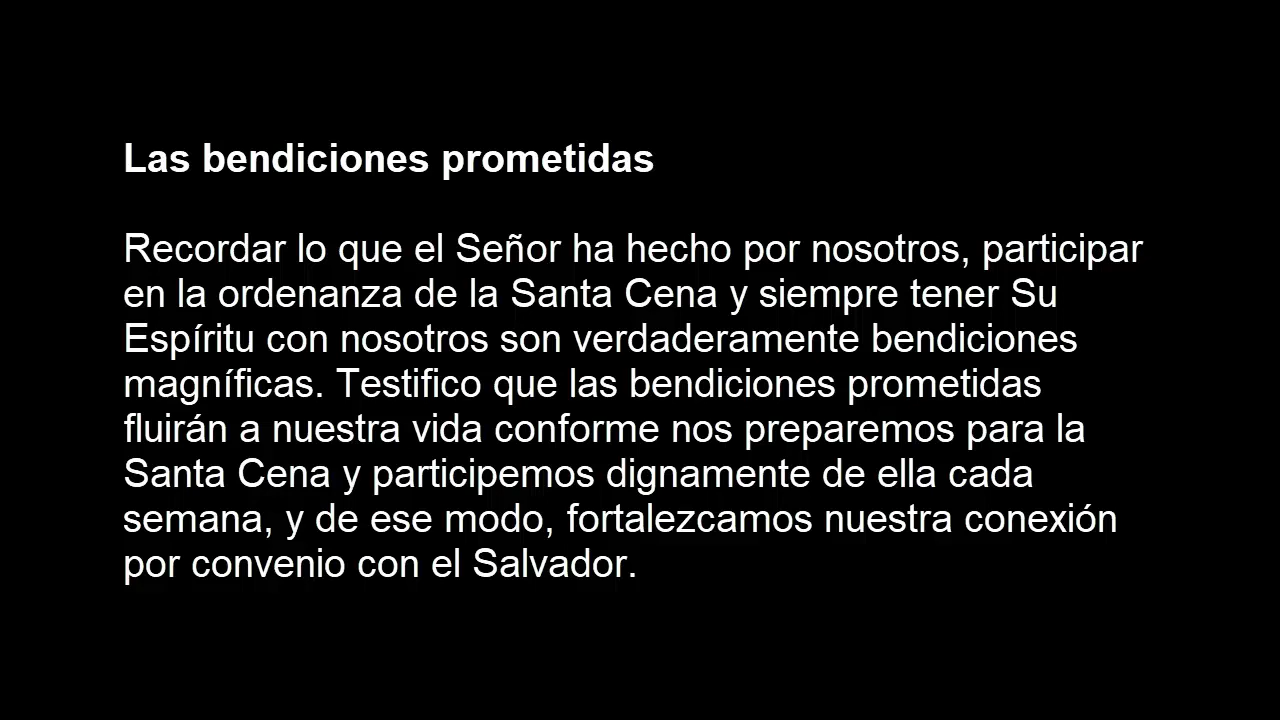 Las bendiciones prometidas
Recordar lo que el Señor ha hecho por nosotros, participar
en la ordenanza de la Santa Cena y siempre tener Su
Espíritu con nosotros son verdaderamente bendiciones
magníficas. Testifico que las bendiciones prometidas
fluirán a nuestra vida conforme nos preparemos para la
Santa Cena y participemos dignamente de ella cada
semana, y de ese modo, fortalezcamos nuestra conexión
por convenio con el Salvador.